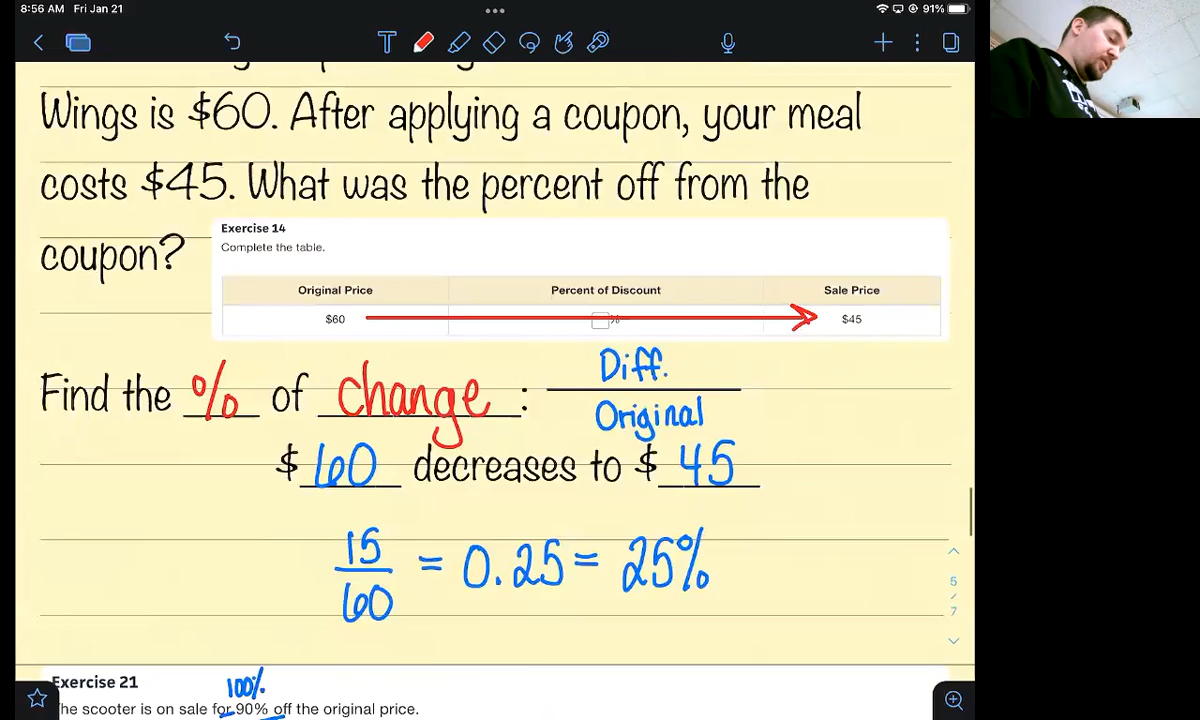 8:56 AM Fri Jan 21
91%
Wings is $60. After applying a coupon, your meal
costs $45. What was the percent off from the
coupon?
Exercise 14
Complete the table.
Original Price Percent of Discount Sale Price
$60 % $45
Find the % of change: Diff.
Original
$60 decreases to $45
15
60
= 0.25 = 25%
5
/
7
Exercise 21
100%
The scooter is on sale for 90% off the original price.